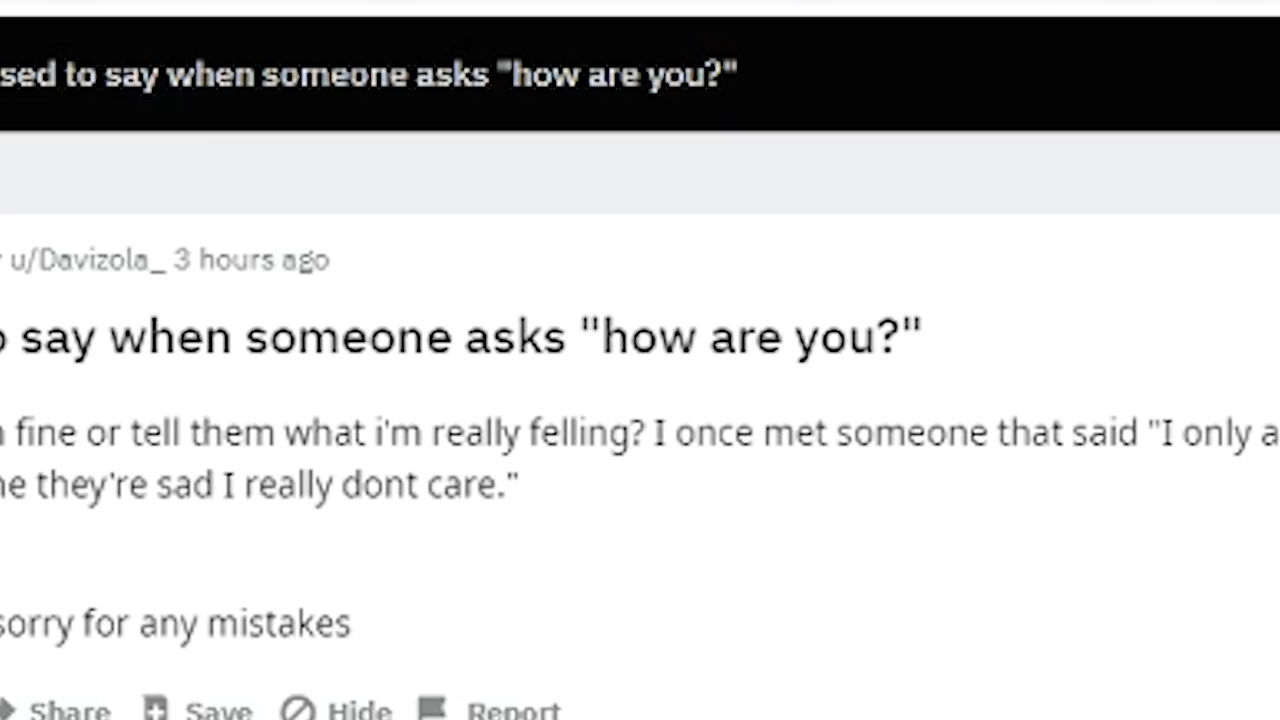 sed to say when someone asks "how are you?"
u/Davizola_ 3 hours ago
o say when someone asks "how are you?"
fine or tell them what i'm really felling? I once met someone that said "I only a
he they're sad I really dont care."
sorry for any mistakes
Share Save Hide Report